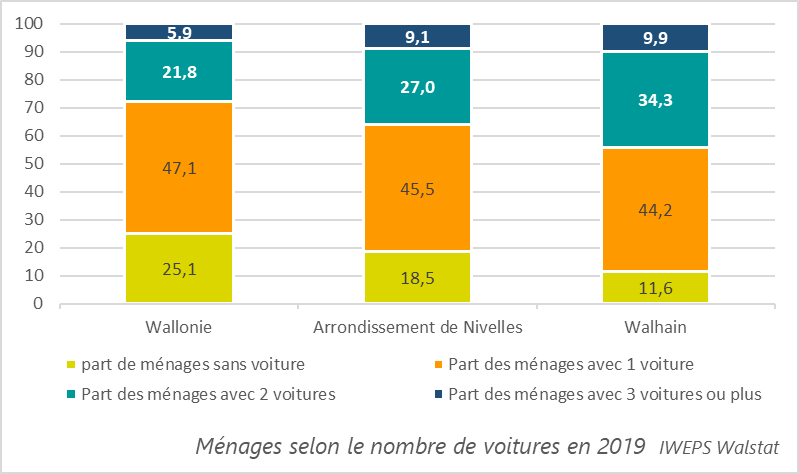 100
90
80
70
60
50
40
30
20
10
0
5,9
9,1
9,9
21,8
27,0
34,3
47,1
45,5
44,2
25,1
18,5
11,6
Wallonie
Arrondissement de Nivelles
Walhain
part de ménages sans voiture
Part des ménages avec 1 voiture
Part des ménages avec 2 voitures
Part des ménages avec 3 voitures ou plus
Ménages selon le nombre de voitures en 2019 IWEPS Walstat